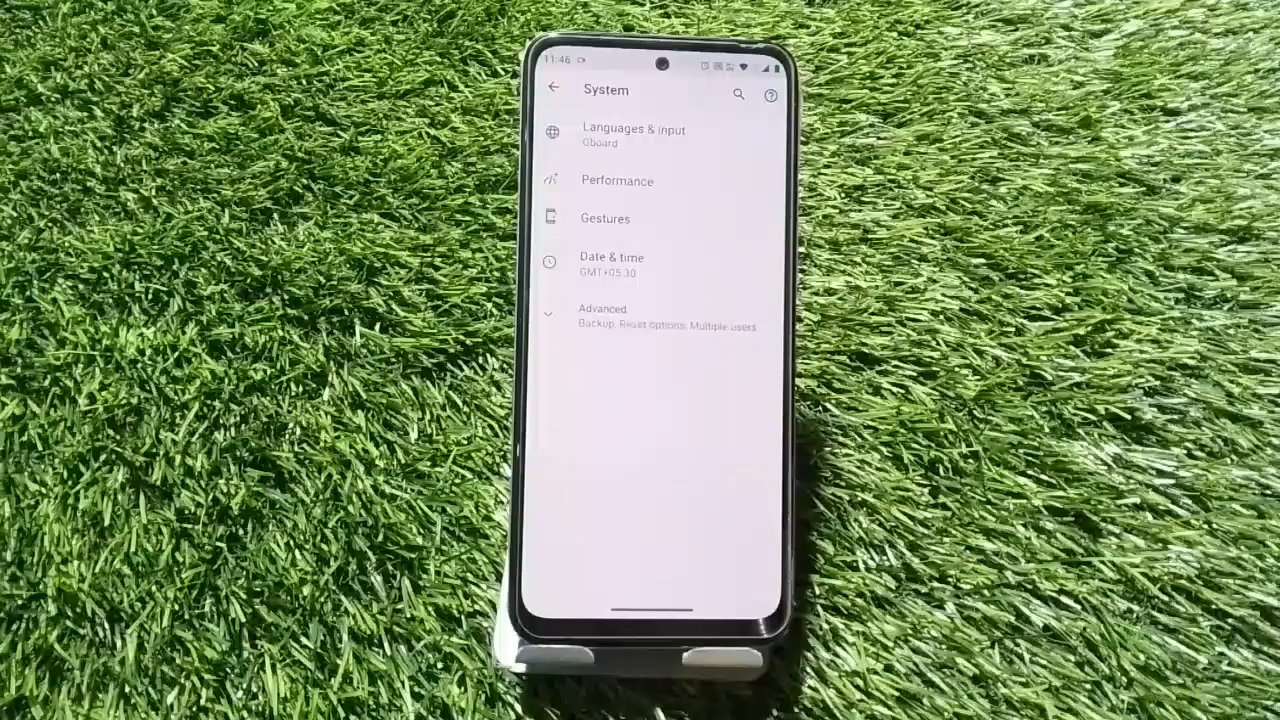 11:46
System
Languages & input
Gboard
Performance
Gestures
Date & time
GMT+05:30
Advanced
Backup, Reset options, Multiple users